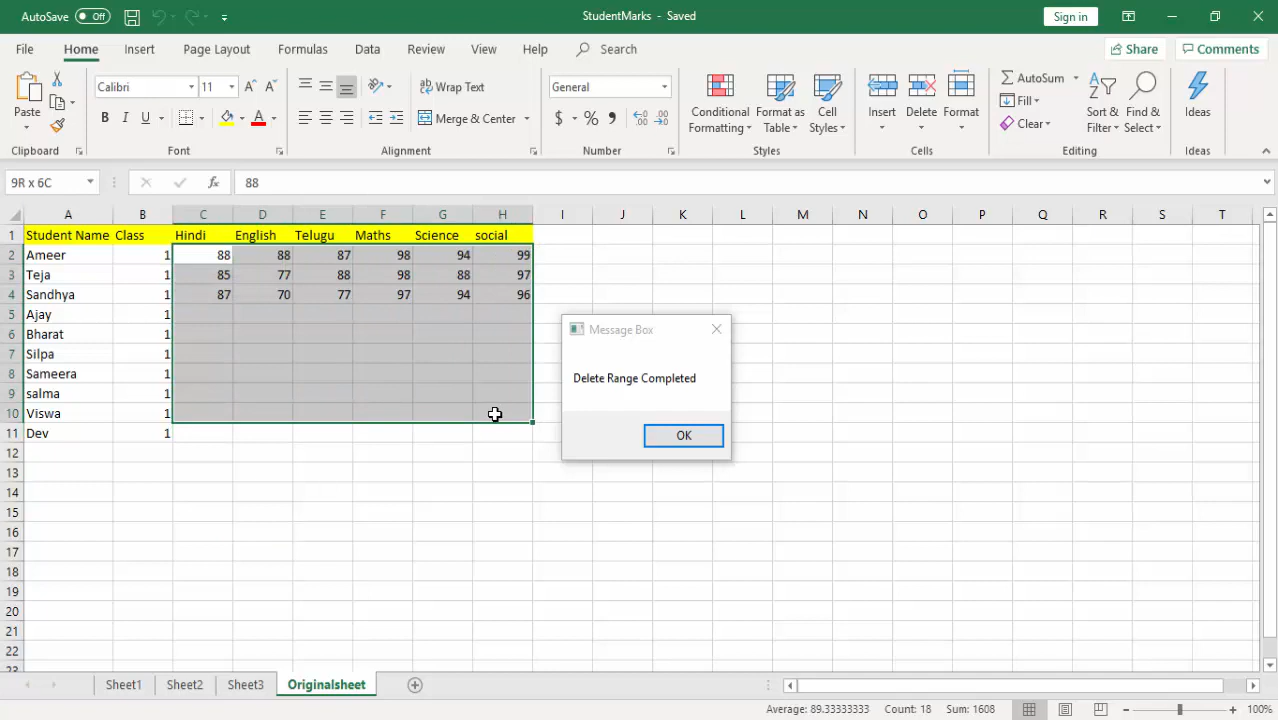 AutoSave Off
StudentMarks - Saved
Sign in
File Home Insert Page Layout Formulas Data Review View Help Search Share Comments
Paste
Calibri 11
B I U
Wrap Text
Merge & Center
General
$ % ,
Conditional Formatting
Format as Table
Cell Styles
Insert Delete Format
AutoSum
Fill
Clear
Sort & Filter
Find & Select
Ideas
Clipboard Font Alignment Number Styles Cells Editing Ideas
9R x 6C fx 88
A B C D E F G H I J K L M N O P Q R S T
1 Student Name Class Hindi English Telugu Maths Science social
2 Ameer 1 88 88 87 98 94 99
3 Teja 1 85 77 88 98 88 97
4 Sandhya 1 87 70 77 97 94 96
5 Ajay 1
6 Bharat 1
7 Silpa 1
8 Sameera 1
9 salma 1
10 Viswa 1
11 Dev 1
12
13
14
15
16
17
18
19
20
21
22
23
Message Box
Delete Range Completed
OK
Sheet1 Sheet2 Sheet3 Originalsheet
Average: 89.33333333 Count: 18 Sum: 1608 100%